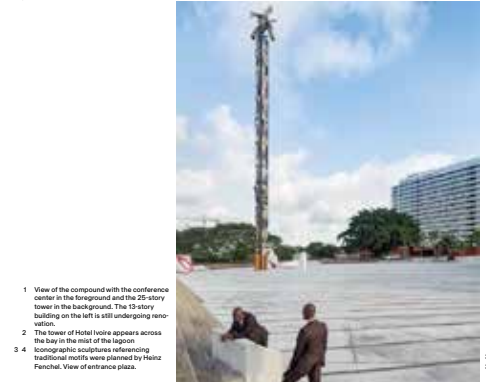 1 View of the compound with the conference
center in the foreground and the 25-story
tower in the background. The 13-story
building on the left is still undergoing reno-
vation.
2 The tower of Hotel Ivoire appears across
the bay in the mist of the lagoon
3 4 Iconographic sculptures referencing
traditional motifs were planned by Heinz
Fenchel. View of entrance plaza.